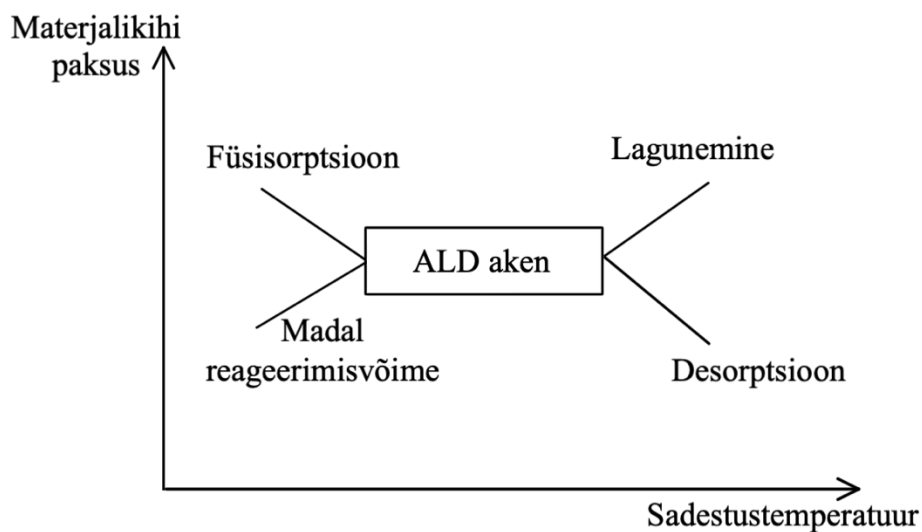 Materjalikihi
paksus
Füsisorptsioon
Lagunemine
ALD aken
Madal
reageerimisvõime
Desorptsioon
Sadestustemperatuur